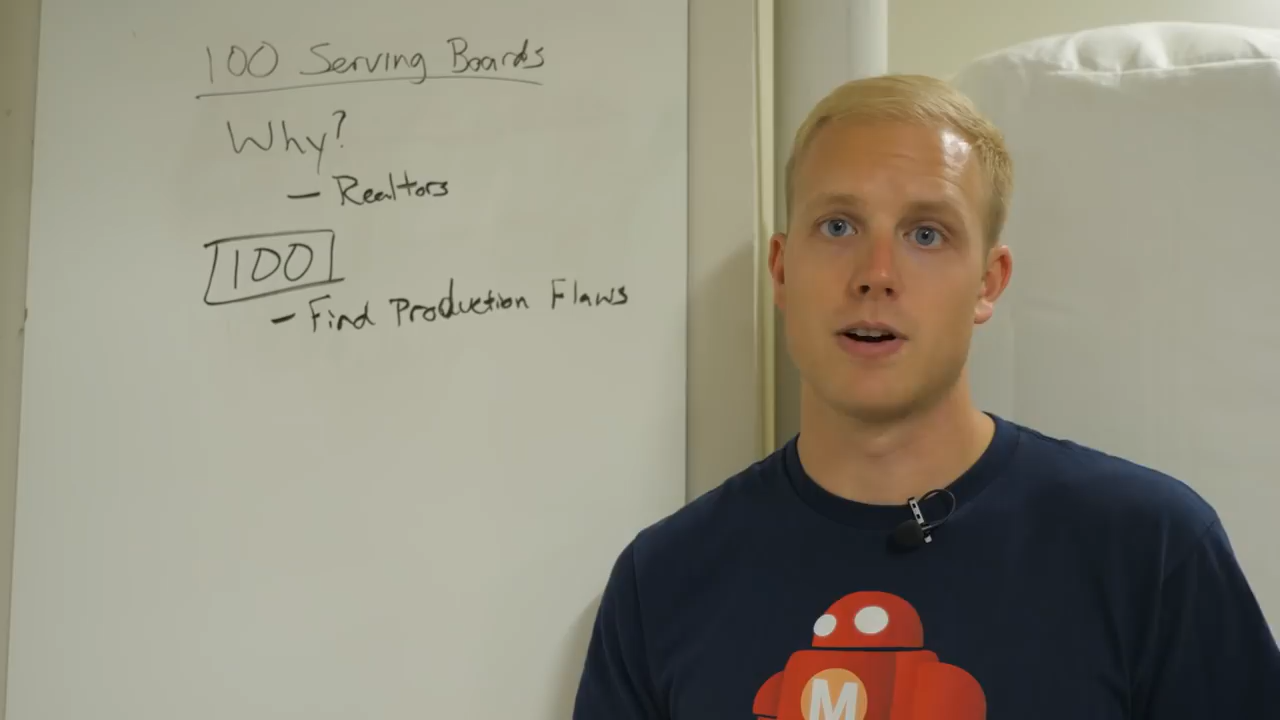 100 Serving Boards
Why?
- Realtors
100
- Find Production Flaws
M